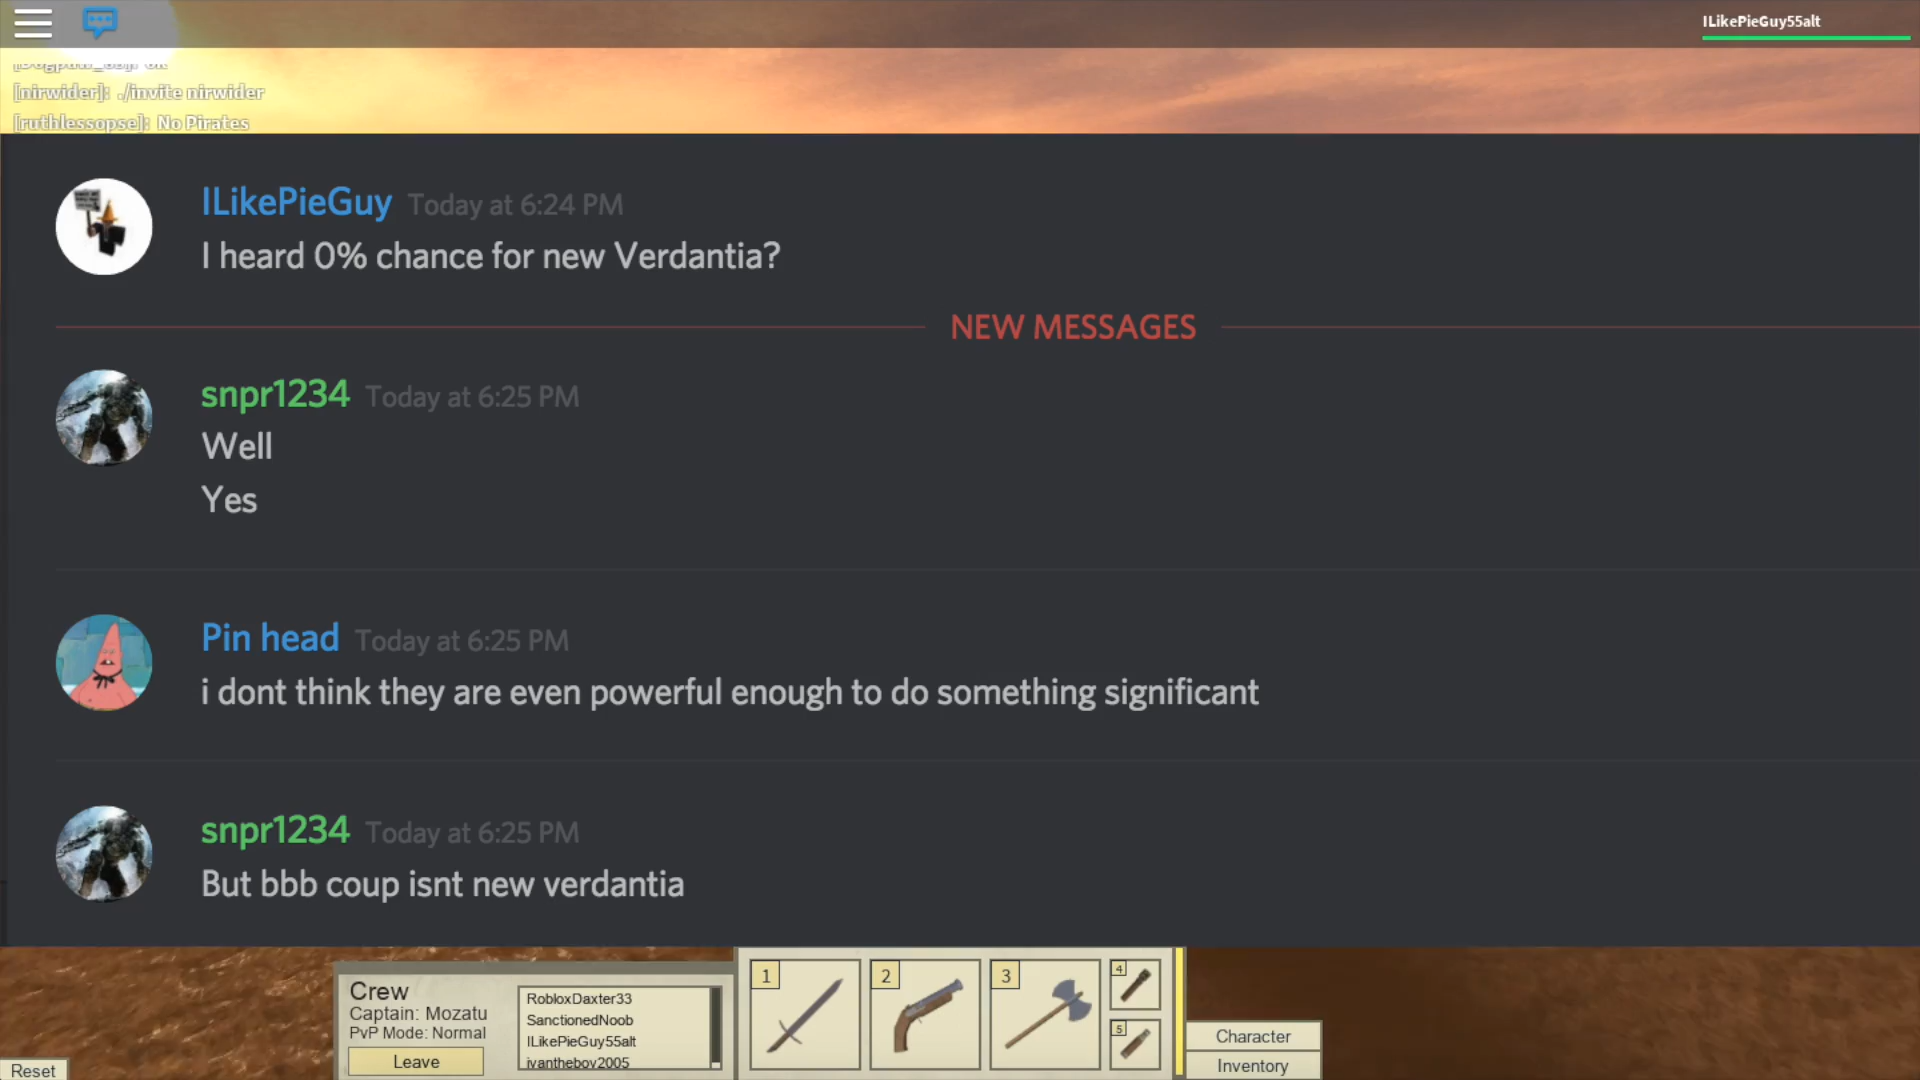 ILikePieGuy55alt
[nirwider]: ./invite nirwider
[ruthlessopse]: No Pirates
ILikePieGuy Today at 6:24 PM
I heard 0% chance for new Verdantia?
NEW MESSAGES
snpr1234 Today at 6:25 PM
Well
Yes
Pin head Today at 6:25 PM
i dont think they are even powerful enough to do something significant
snpr1234 Today at 6:25 PM
But bbb coup isnt new verdantia
Crew
Captain: Mozatu
PvP Mode: Normal
Leave
RobloxDaxter33
SanctionedNoob
ILikePieGuy55alt
ivantheboy2005
1
2
3
4
5
Character
Inventory
Reset